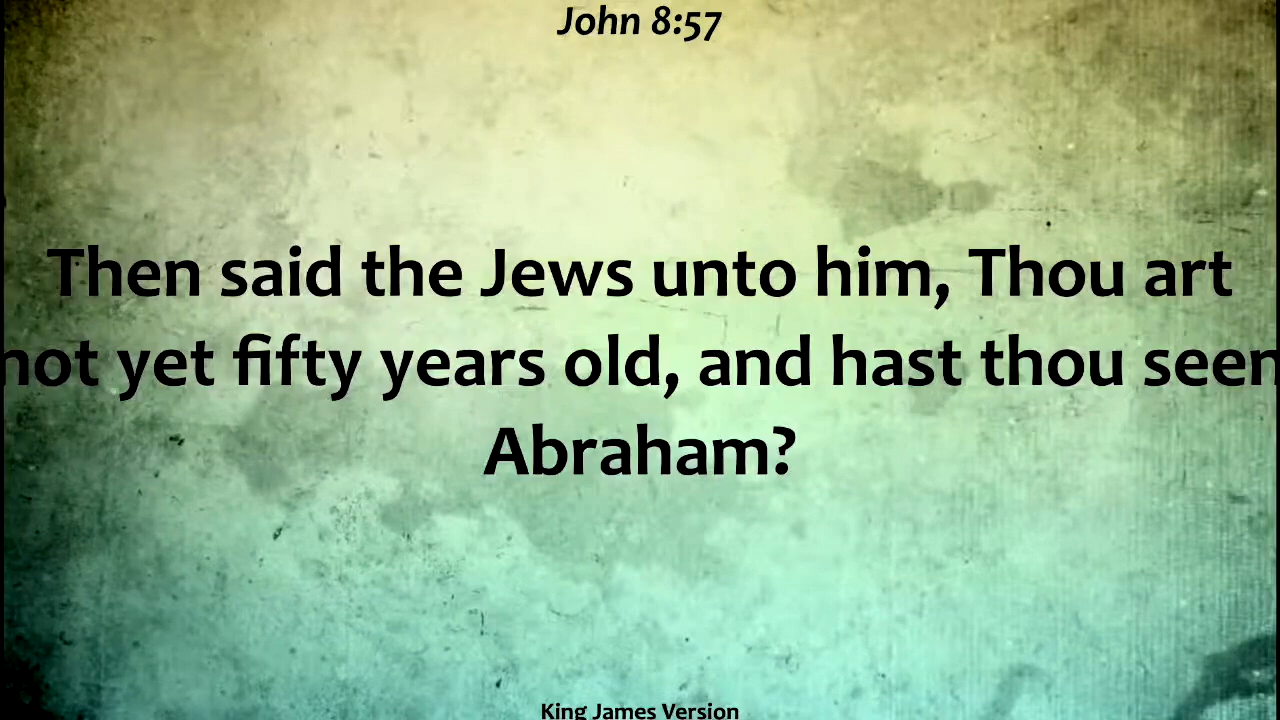 John 8:57
Then said the Jews unto him, Thou art
not yet fifty years old, and hast thou seen
Abraham?
King James Version